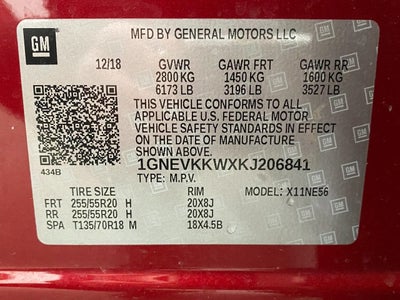 GM
MFD BY GENERAL MOTORS LLC
12/18 GVWR GAWR FRT GAWR RR
2800 KG 1450 KG 1600 KG
6173 LB 3196 LB 3527 LB
THIS VEHICLE CONFORMS TO ALL
APPLICABLE U.S. FEDERAL MOTOR
VEHICLE SAFETY STANDARDS IN EFFECT
ON THE DATE OF MANUFACTURE
SHOWN ABOVE.
434B 1GNEVKKWXKJ206841
TYPE: M.P.V.
TIRE SIZE RIM MODEL: X11NE56
FRT 255/55R20 H 20X8J
RR 255/55R20 H 20X8J
SPA T135/70R18 M 18X4.5B